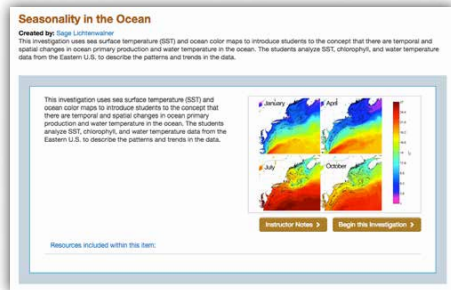 Seasonality in the Ocean
Created by: Sage Lichtenwalner
This investigation uses sea surface temperature (SST) and ocean color maps to introduce students to the concept that there are temporal and
spatial changes in ocean primary production and water temperature in the ocean. The students analyze SST, chlorophyll, and water temperature
data from the Eastern U.S. to describe the patterns and trends in the data.
This investigation uses sea surface temperature (SST) and
ocean color maps to introduce students to the concept that
there are temporal and spatial changes in ocean primary
production and water temperature in the ocean. The students
analyze SST, chlorophyll, and water temperature data from the
Eastern U.S. to describe the patterns and trends in the data.
January
April
July
October
Instructor Notes >
Begin this Investigation >
Resources included within this item: